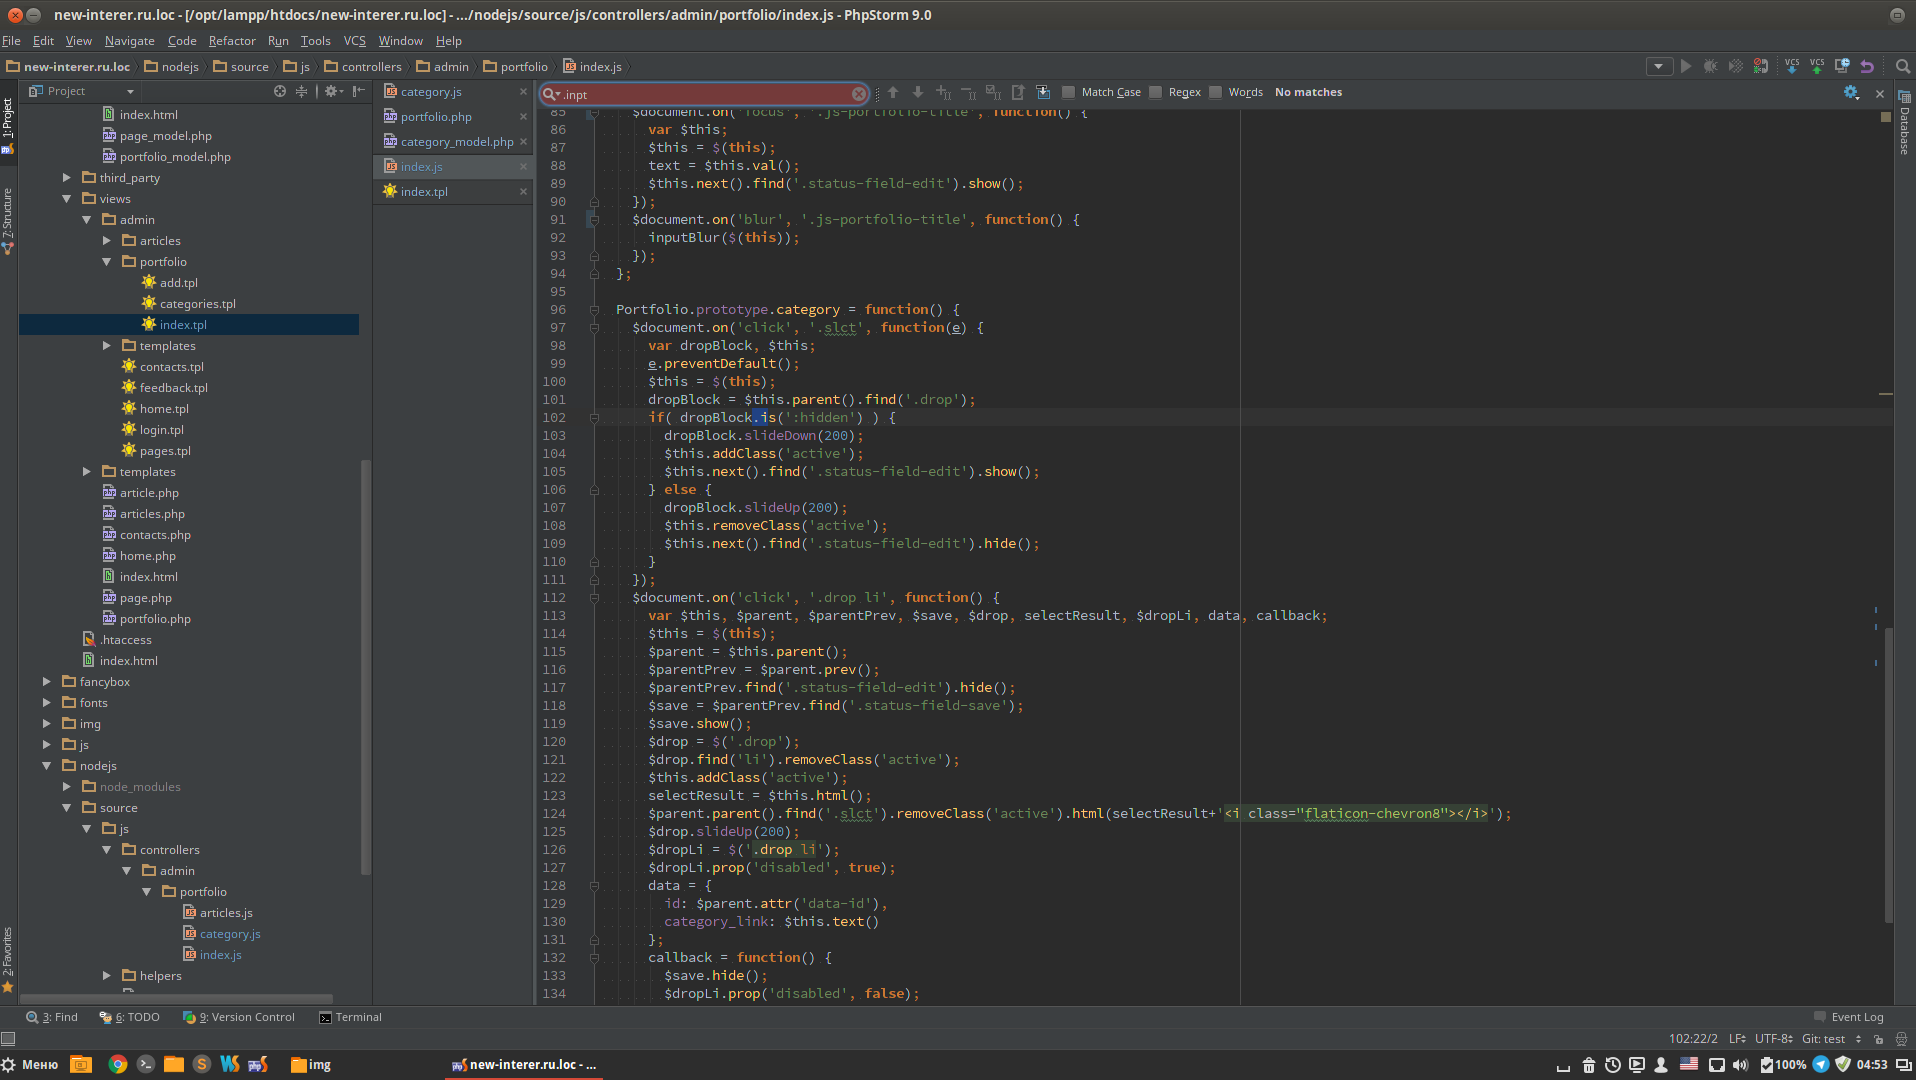 new-interer.ru.loc - [/opt/lampp/htdocs/new-interer.ru.loc] - .../nodejs/source/js/controllers/admin/portfolio/index.js - PhpStorm 9.0
File Edit View Navigate Code Refactor Run Tools VCS Window Help
new-interer.ru.loc nodejs source js controllers admin portfolio index.js
Project
index.html
page_model.php
portfolio_model.php
third_party
views
admin
articles
portfolio
add.tpl
categories.tpl
index.tpl
templates
contacts.tpl
feedback.tpl
home.tpl
login.tpl
pages.tpl
templates
article.php
articles.php
contacts.php
home.php
index.html
page.php
portfolio.php
.htaccess
index.html
fancybox
fonts
img
js
nodejs
node_modules
source
js
controllers
admin
portfolio
articles.js
category.js
index.js
helpers
1: Project
7: Structure
2: Favorites
category.js
portfolio.php
category_model.php
index.js
index.tpl
.inpt
Match Case Regex Words No matches
Database
85 $document.on('focus', '.js-portfolio-title', function() {
86 var $this;
87 $this = $(this);
88 text = $this.val();
89 $this.next().find('.status-field-edit').show();
90 });
91 $document.on('blur', '.js-portfolio-title', function() {
92 inputBlur($(this));
93 });
94 };
95
96 Portfolio.prototype.category = function() {
97 $document.on('click', '.slct', function(e) {
98 var dropBlock, $this;
99 e.preventDefault();
100 $this = $(this);
101 dropBlock = $this.parent().find('.drop');
102 if( dropBlock.is(':hidden') ) {
103 dropBlock.slideDown(200);
104 $this.addClass('active');
105 $this.next().find('.status-field-edit').show();
106 } else {
107 dropBlock.slideUp(200);
108 $this.removeClass('active');
109 $this.next().find('.status-field-edit').hide();
110 }
111 });
112 $document.on('click', '.drop li', function() {
113 var $this, $parent, $parentPrev, $save, $drop, selectResult, $dropLi, data, callback;
114 $this = $(this);
115 $parent = $this.parent();
116 $parentPrev = $parent.prev();
117 $parentPrev.find('.status-field-edit').hide();
118 $save = $parentPrev.find('.status-field-save');
119 $save.show();
120 $drop = $('.drop');
121 $drop.find('li').removeClass('active');
122 $this.addClass('active');
123 selectResult = $this.html();
124 $parent.parent().find('.slct').removeClass('active').html(selectResult+'<i class="flaticon-chevron8"></i>');
125 $drop.slideUp(200);
126 $dropLi = $('.drop li');
127 $dropLi.prop('disabled', true);
128 data = {
129 id: $parent.attr('data-id'),
130 category_link: $this.text()
131 };
132 callback = function() {
133 $save.hide();
134 $dropLi.prop('disabled', false);
3: Find 6: TODO 9: Version Control Terminal Event Log
102:22/2 LF UTF-8 Git: test
Меню img new-interer.ru.loc - ... 100% 04:53